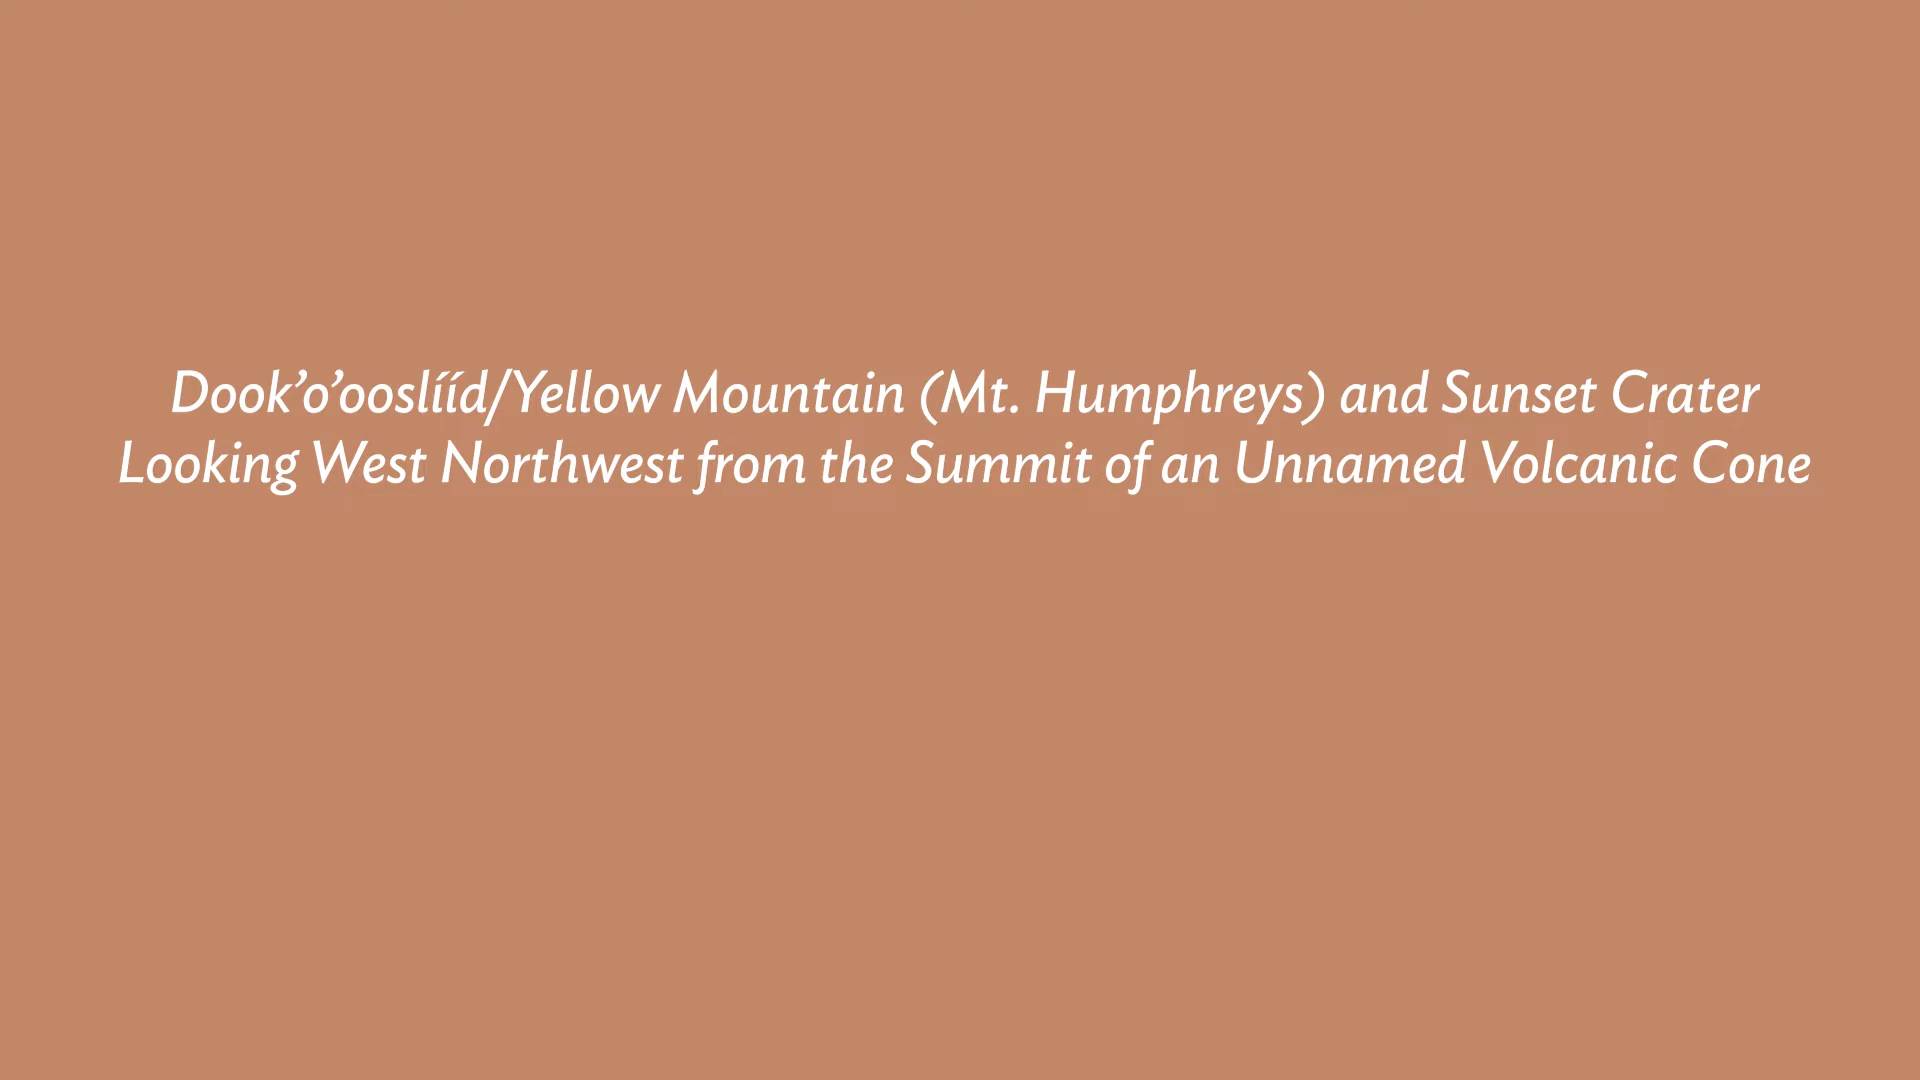 Dook’o’ooslííd/Yellow Mountain (Mt. Humphreys) and Sunset Crater
Looking West Northwest from the Summit of an Unnamed Volcanic Cone